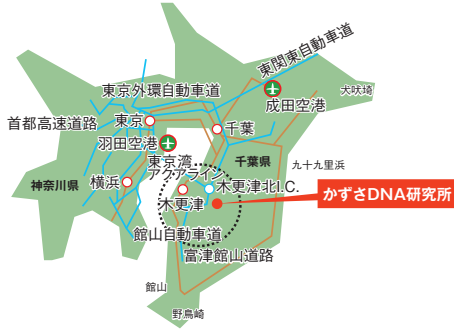 東関東自動車道
東京外環自動車道
犬吠埼
成田空港
首都高速道路
東京
千葉
羽田空港
東京湾
アクアライン
千葉県
九十九里浜
神奈川県
横浜
木更津北I.C.
かずさDNA研究所
木更津
館山自動車道
富津館山道路
館山
野鳥崎